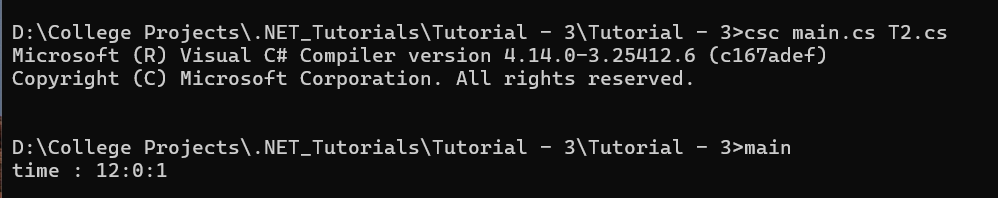 D:\College Projects\.NET_Tutorials\Tutorial - 3\Tutorial - 3>csc main.cs T2.cs
Microsoft (R) Visual C# Compiler version 4.14.0-3.25412.6 (c167adef)
Copyright (C) Microsoft Corporation. All rights reserved.
D:\College Projects\.NET_Tutorials\Tutorial - 3\Tutorial - 3>main
time : 12:0:1